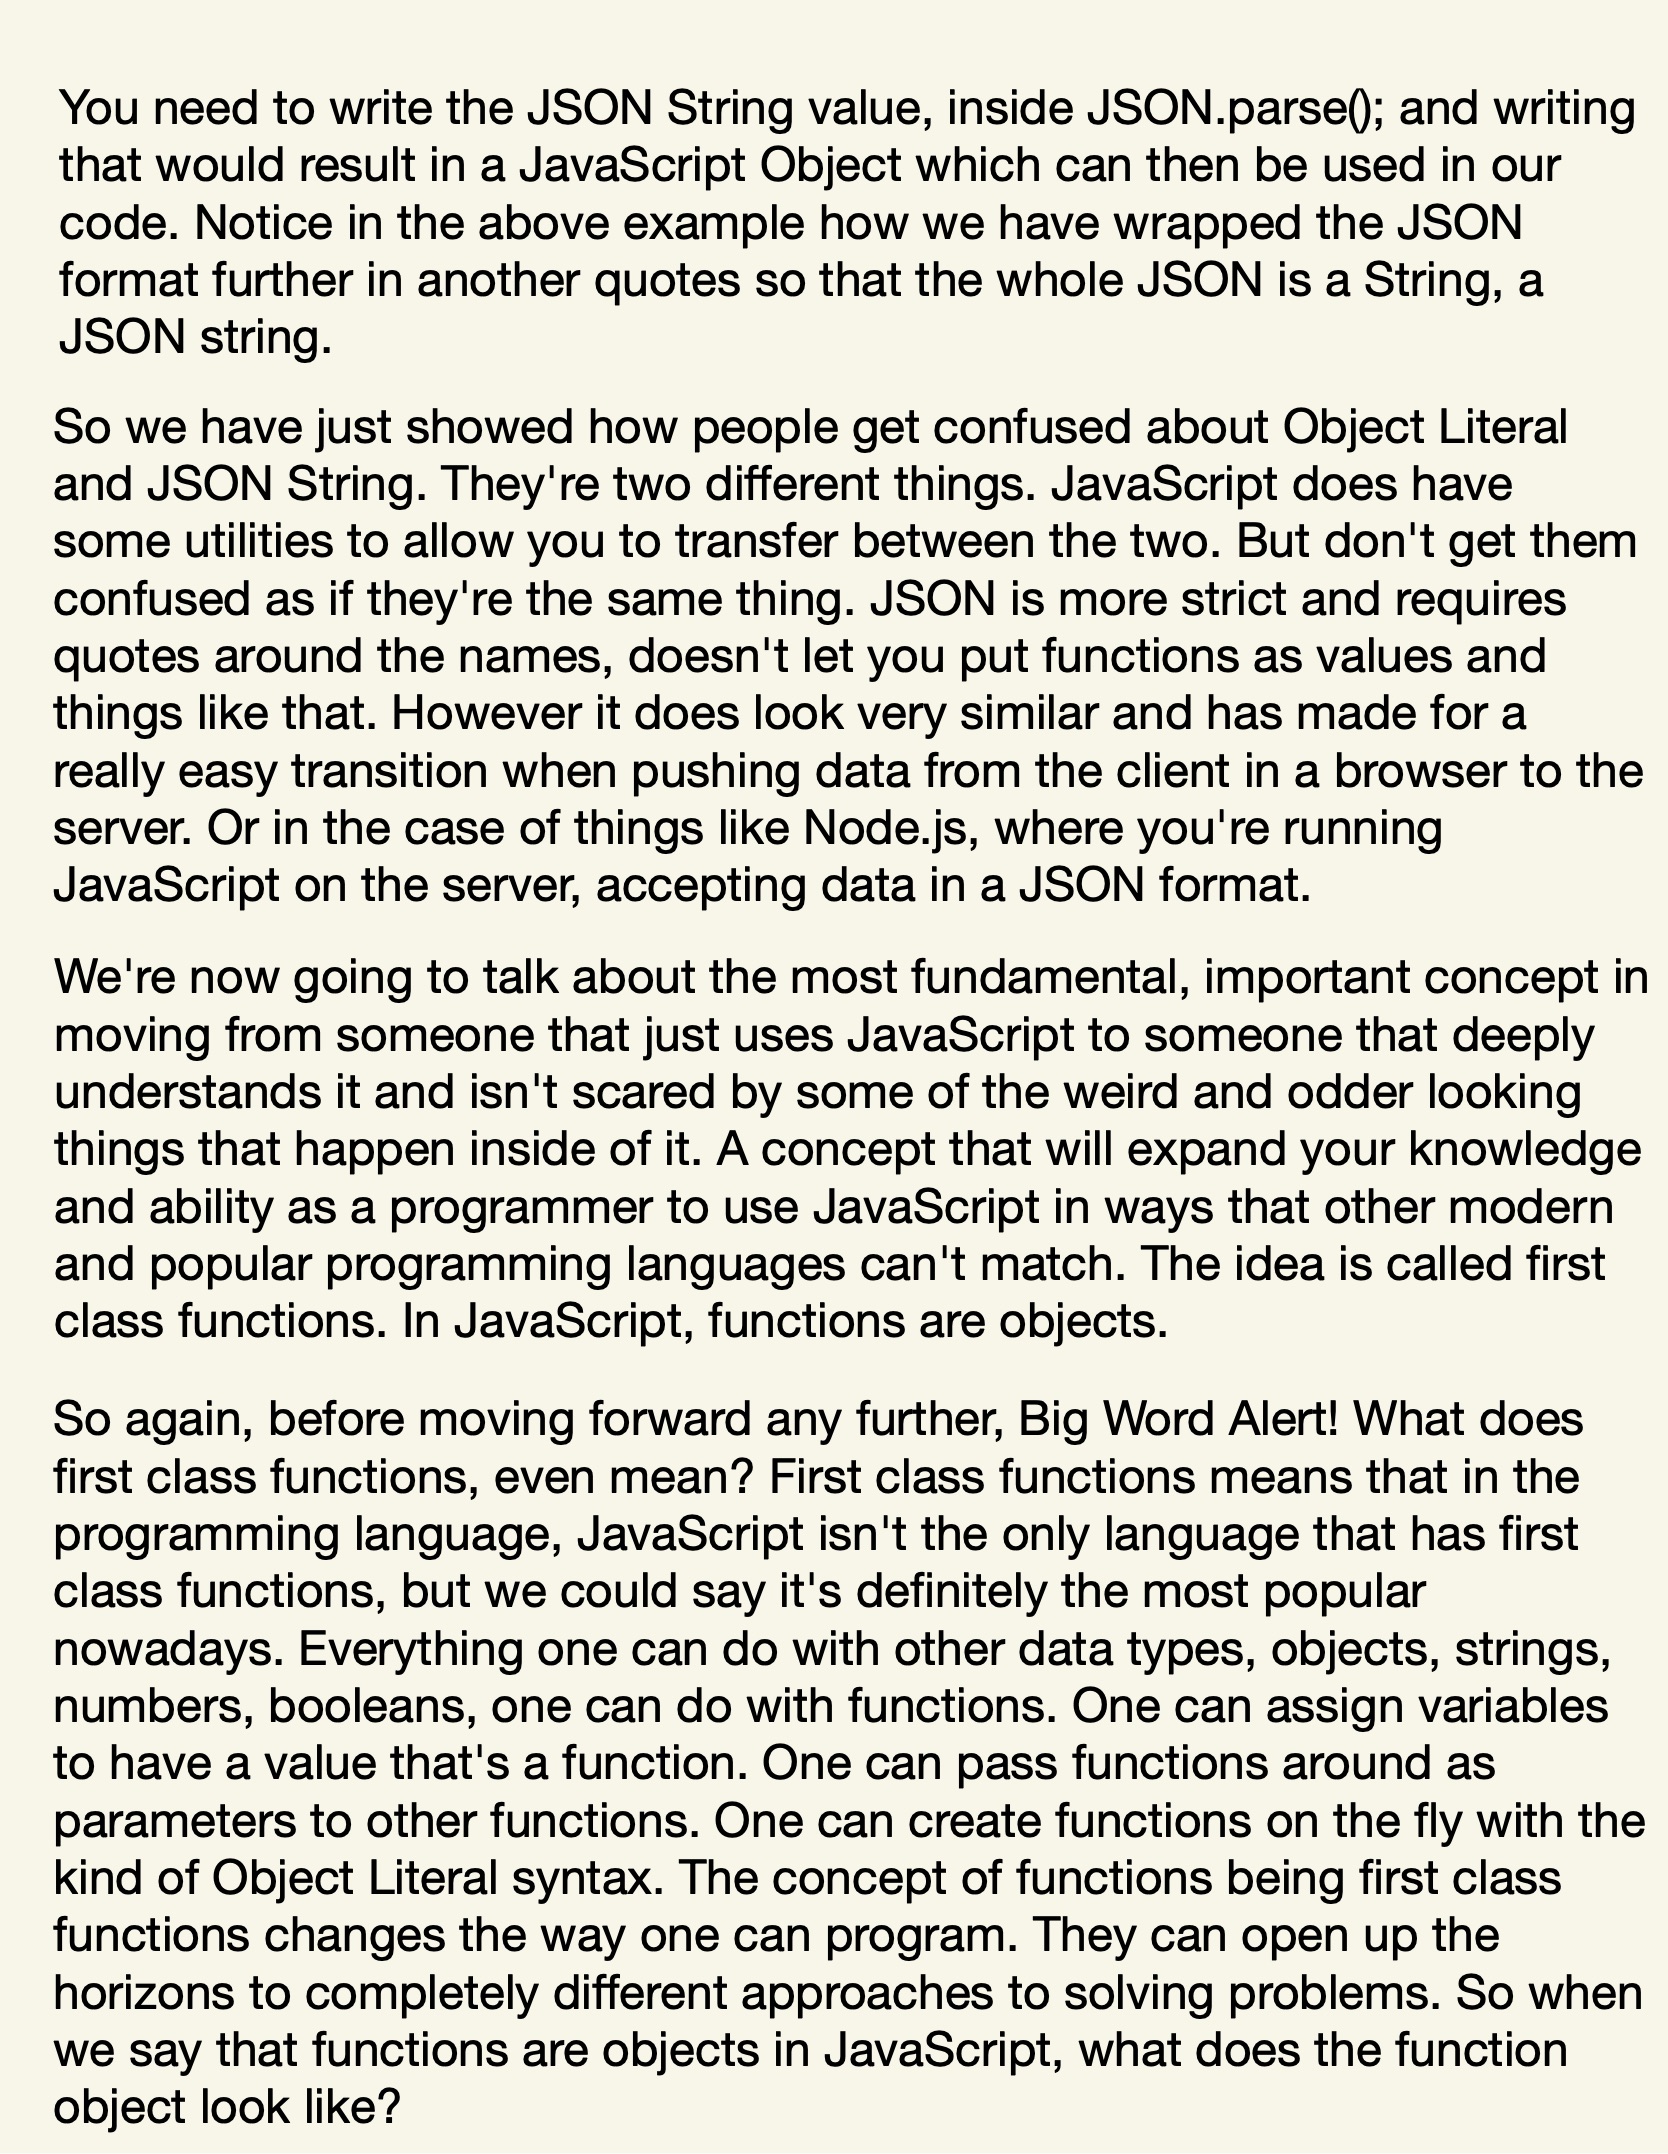 You need to write the JSON String value, inside JSON.parse(); and writing
that would result in a JavaScript Object which can then be used in our
code. Notice in the above example how we have wrapped the JSON
format further in another quotes so that the whole JSON is a String, a
JSON string.
So we have just showed how people get confused about Object Literal
and JSON String. They're two different things. JavaScript does have
some utilities to allow you to transfer between the two. But don't get them
confused as if they're the same thing. JSON is more strict and requires
quotes around the names, doesn't let you put functions as values and
things like that. However it does look very similar and has made for a
really easy transition when pushing data from the client in a browser to the
server. Or in the case of things like Node.js, where you're running
JavaScript on the server, accepting data in a JSON format.
We're now going to talk about the most fundamental, important concept in
moving from someone that just uses JavaScript to someone that deeply
understands it and isn't scared by some of the weird and odder looking
things that happen inside of it. A concept that will expand your knowledge
and ability as a programmer to use JavaScript in ways that other modern
and popular programming languages can't match. The idea is called first
class functions. In JavaScript, functions are objects.
So again, before moving forward any further, Big Word Alert! What does
first class functions, even mean? First class functions means that in the
programming language, JavaScript isn't the only language that has first
class functions, but we could say it's definitely the most popular
nowadays. Everything one can do with other data types, objects, strings,
numbers, booleans, one can do with functions. One can assign variables
to have a value that's a function. One can pass functions around as
parameters to other functions. One can create functions on the fly with the
kind of Object Literal syntax. The concept of functions being first class
functions changes the way one can program. They can open up the
horizons to completely different approaches to solving problems. So when
we say that functions are objects in JavaScript, what does the function
object look like?